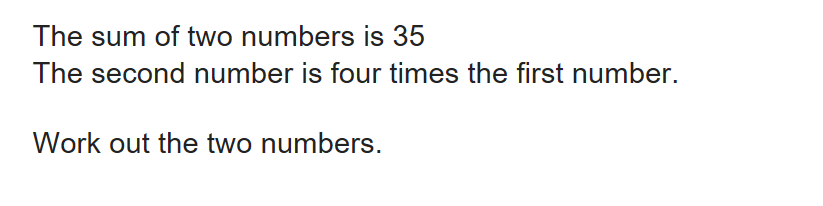 The sum of two numbers is 35
The second number is four times the first number.
Work out the two numbers.